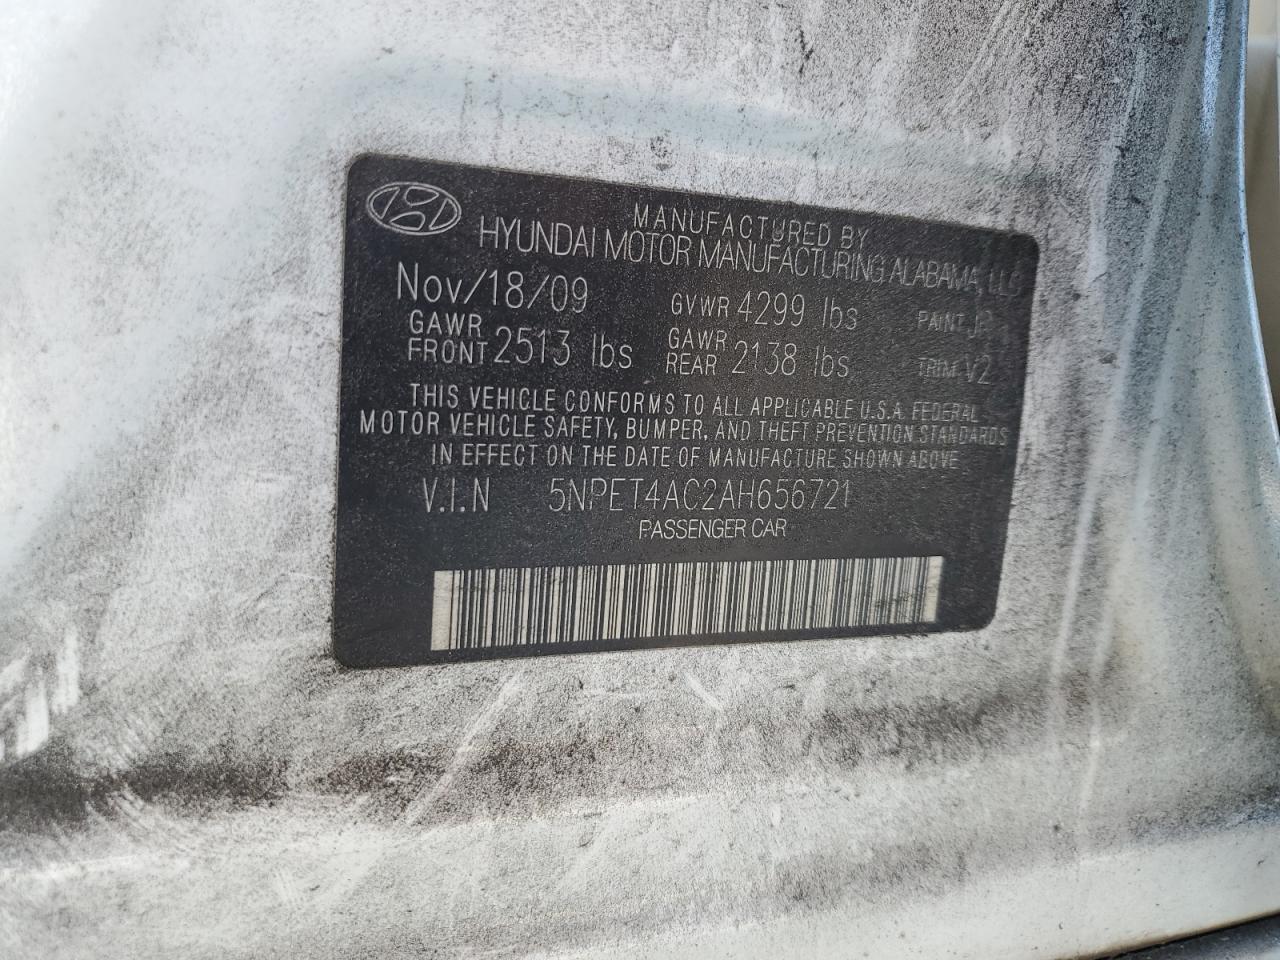 MANUFACTURED BY
HYUNDAI MOTOR MANUFACTURING ALABAMA, LLC
Nov/18/09 GVWR 4299 lbs PAINT
GAWR FRONT 2513 lbs GAWR REAR 2138 lbs TRIM V2
THIS VEHICLE CONFORMS TO ALL APPLICABLE U.S.A. FEDERAL
MOTOR VEHICLE SAFETY, BUMPER, AND THEFT PREVENTION STANDARDS
IN EFFECT ON THE DATE OF MANUFACTURE SHOWN ABOVE
V.I.N 5NPET4AC2AH656721
PASSENGER CAR